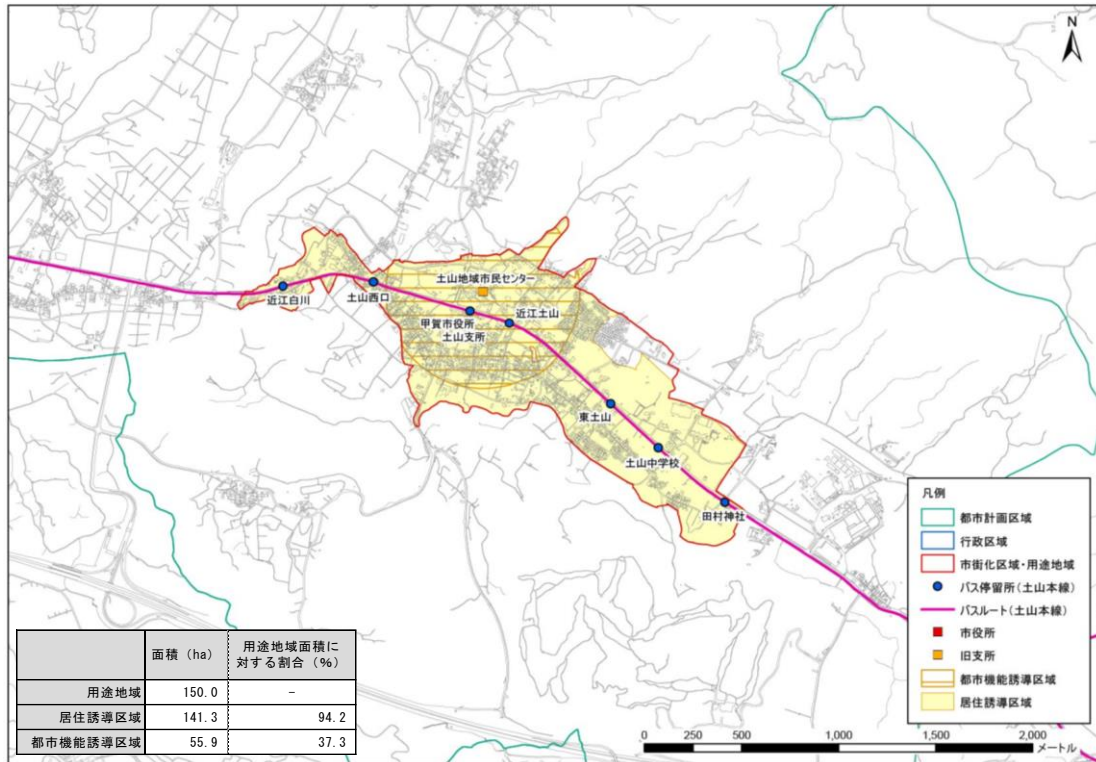 N
土山地域市民センター
近江白川
土山西口
近江土山
甲賀市役所
土山支所
東土山
土山中学校
田村神社
凡例
都市計画区域
行政区域
市街化区域・用途地域
バス停留所(土山本線)
バスルート(土山本線)
市役所
旧支所
都市機能誘導区域
居住誘導区域
面積 (ha) 用途地域面積に
対する割合 (%)
用途地域 150.0 -
居住誘導区域 141.3 94.2
都市機能誘導区域 55.9 37.3
0 250 500 1,000 1,500 2,000
メートル